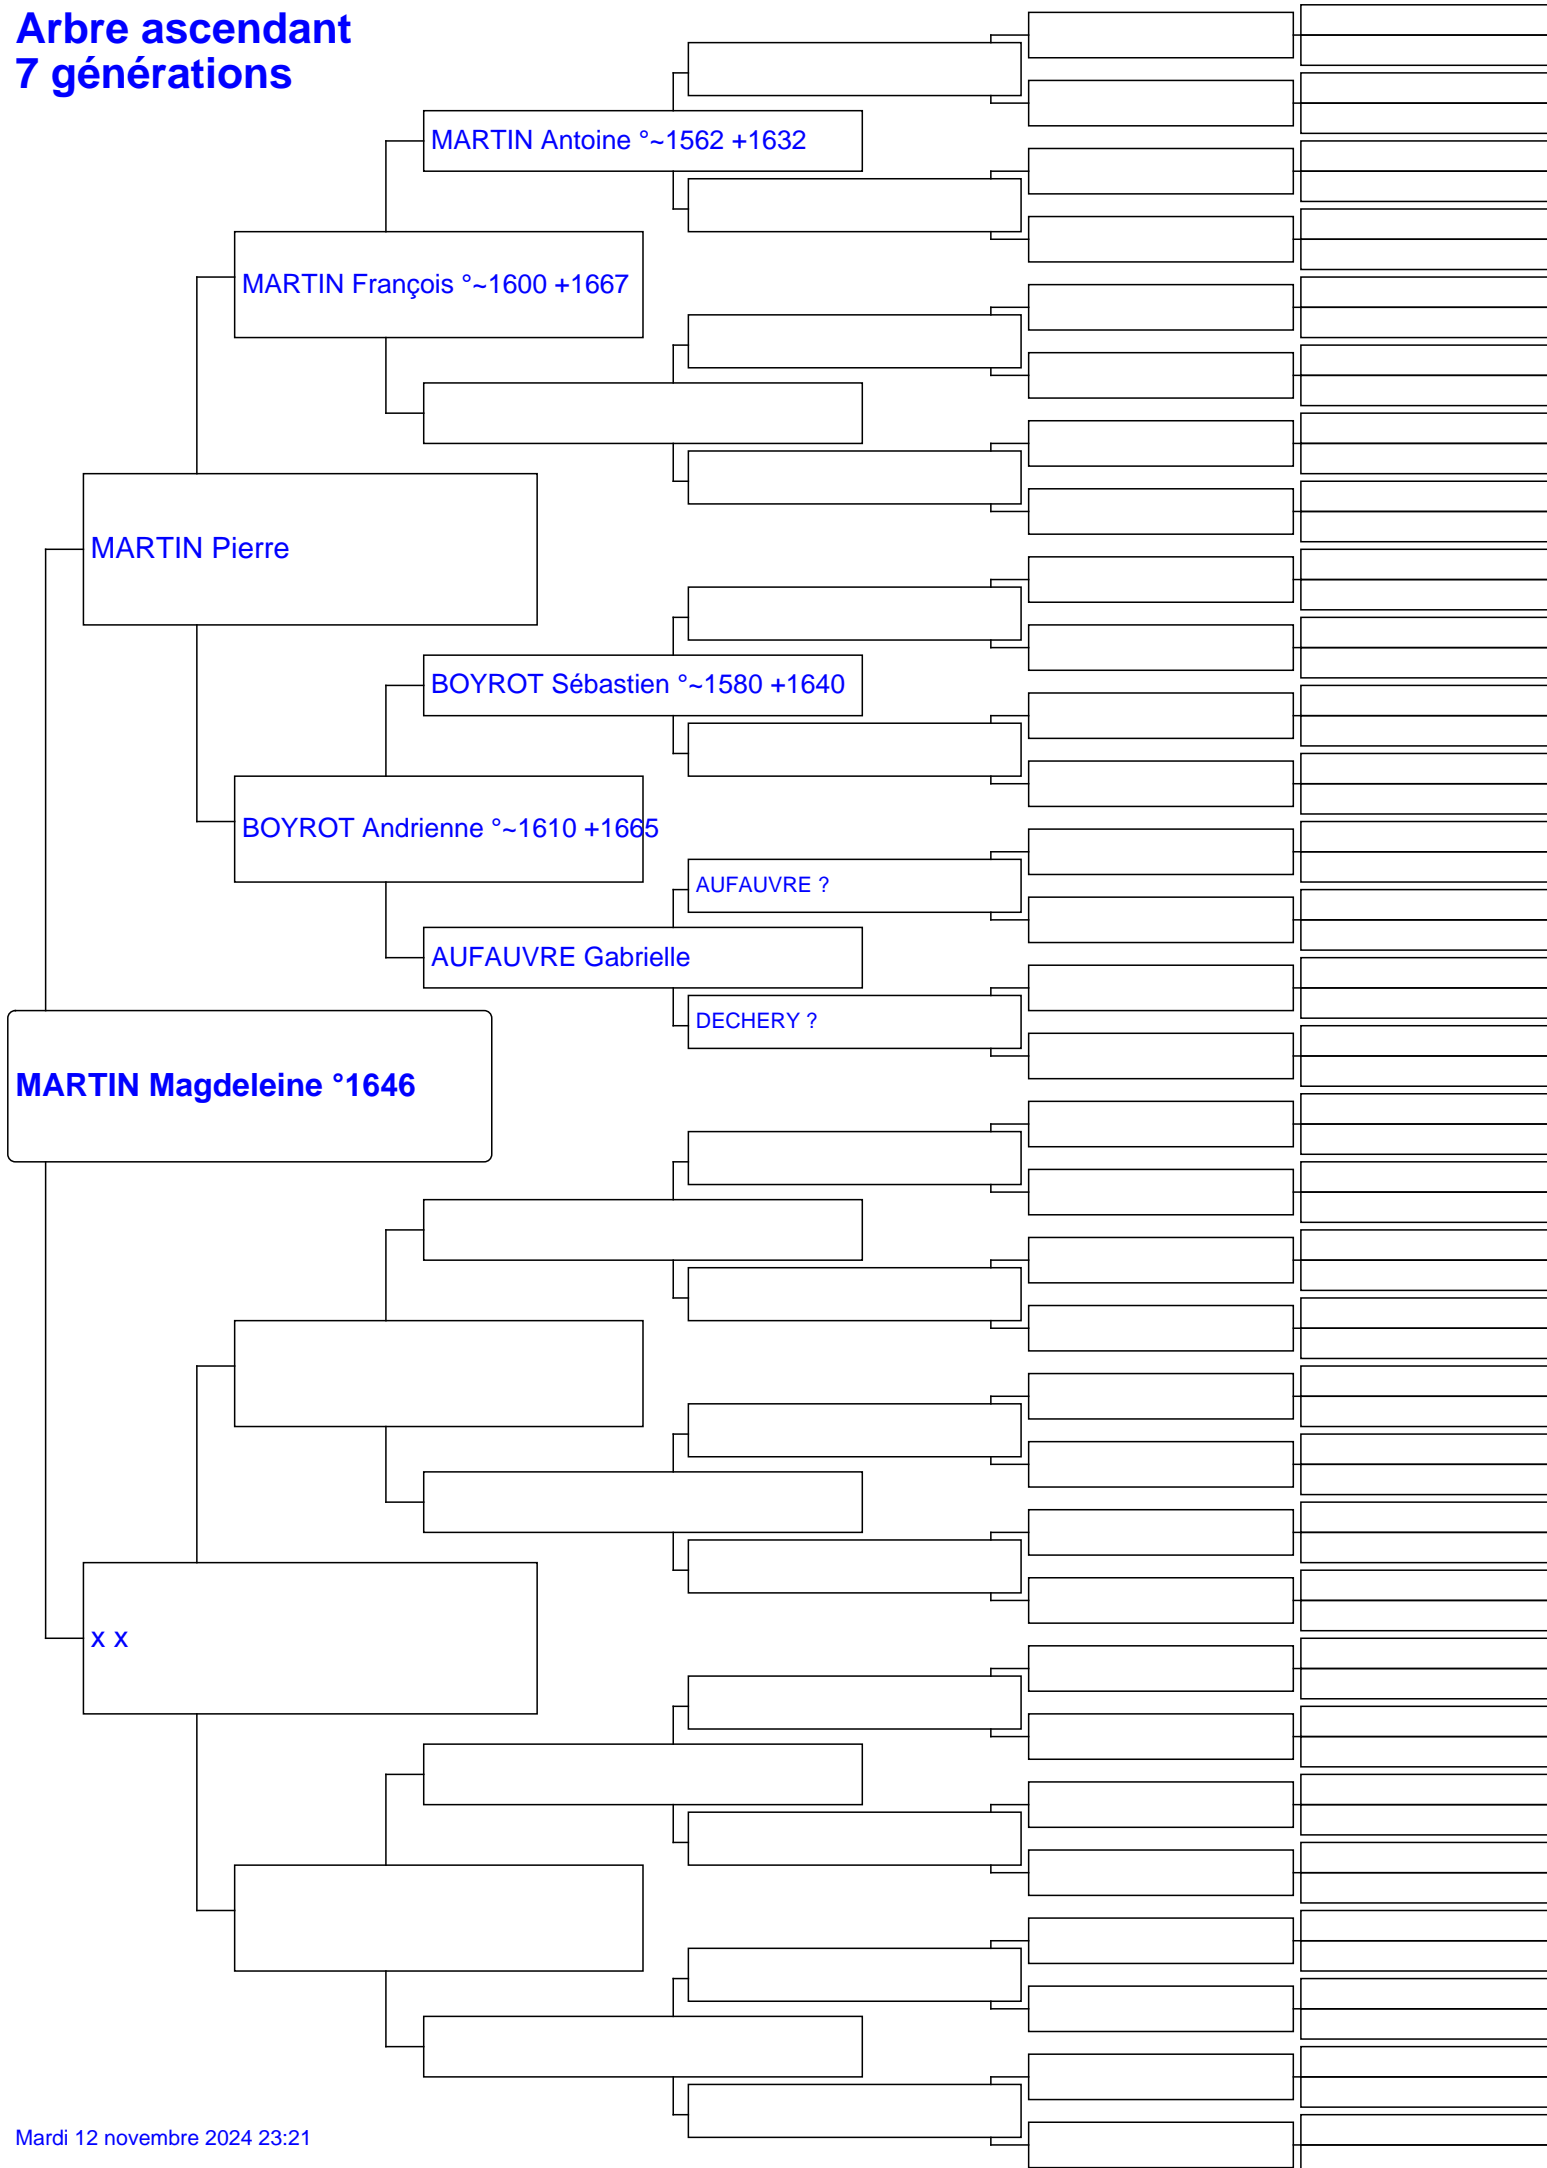 Arbre ascendant
7 générations
MARTIN Antoine °~1562 +1632
MARTIN François °~1600 +1667
MARTIN Pierre
BOYROT Sébastien °~1580 +1640
BOYROT Andrienne °~1610 +1665
AUFAUVRE ?
AUFAUVRE Gabrielle
DECHERY ?
MARTIN Magdeleine °1646
x x
Mardi 12 novembre 2024 23:21